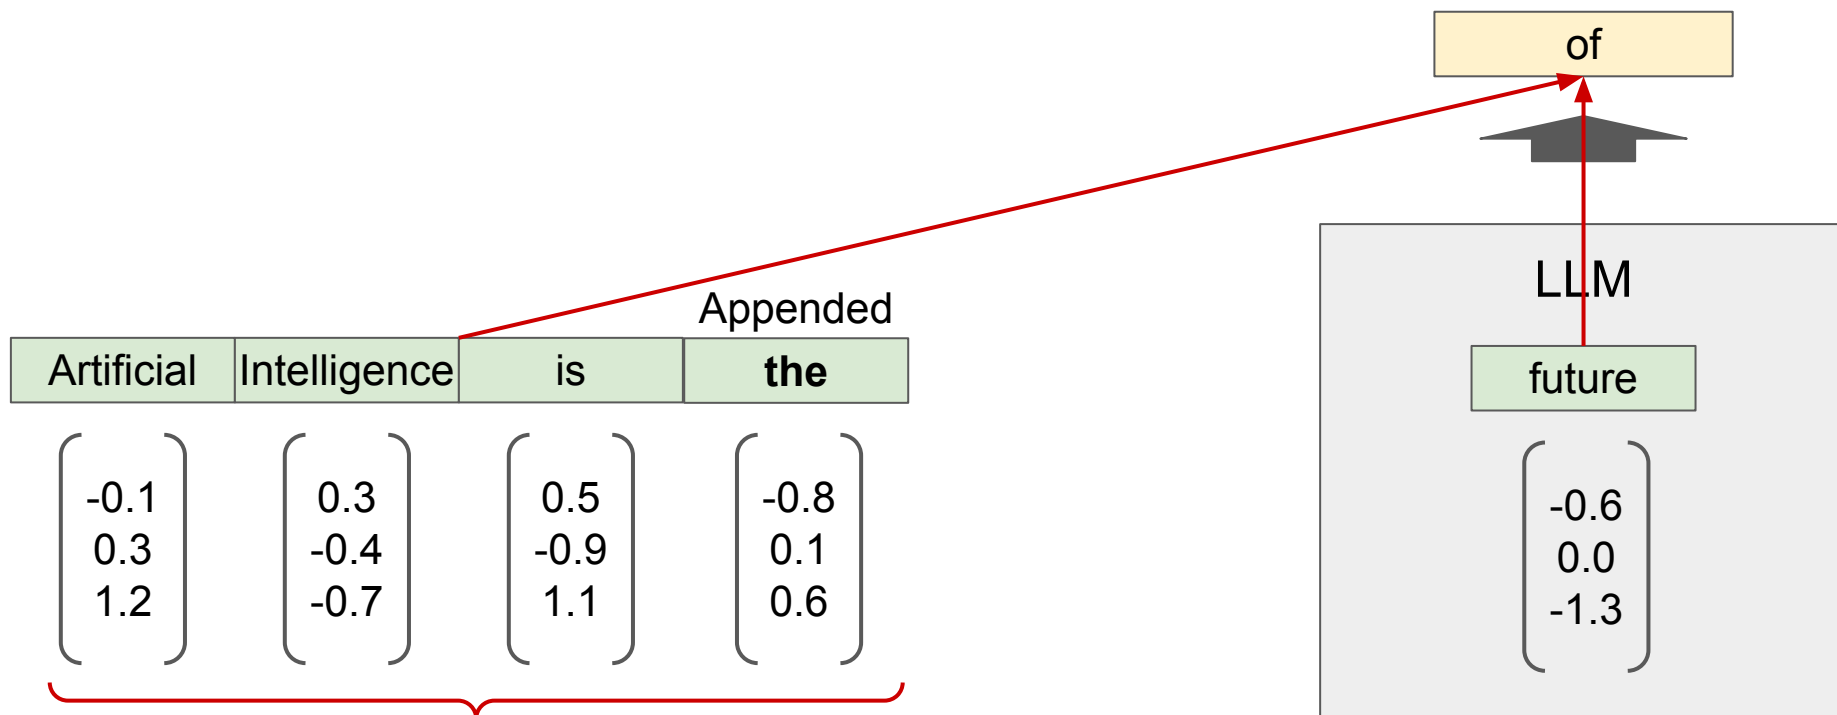 of
LLM
Appended
Artificial Intelligence is the
future
-0.1 0.3 0.5 -0.8
0.3 -0.4 -0.9 0.1
1.2 -0.7 1.1 0.6
-0.6
0.0
-1.3